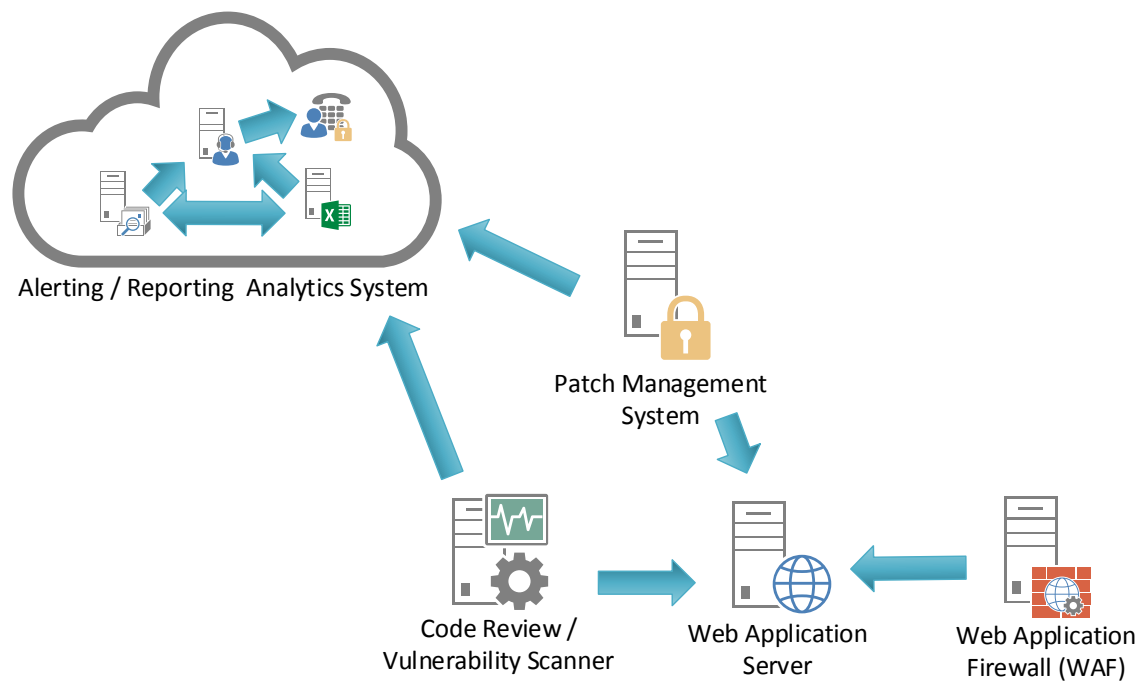 X
Alerting / Reporting Analytics System
Patch Management
System
Code Review /
Vulnerability Scanner
Web Application
Server
Web Application
Firewall (WAF)